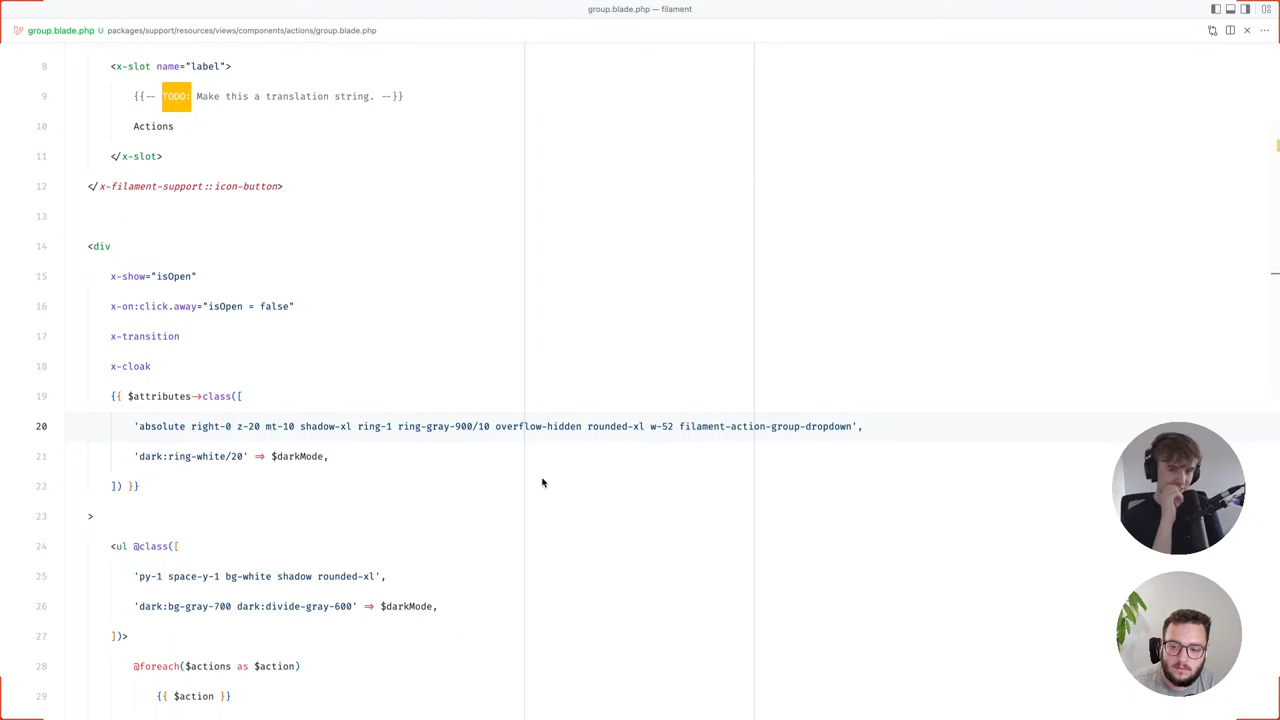 group.blade.php — filament
group.blade.php U packages/support/resources/views/components/actions/group.blade.php
8 <x-slot name="label">
9 {{-- TODO: Make this a translation string. --}}
10 Actions
11 </x-slot>
12 </x-filament-support::icon-button>
13
14 <div
15 x-show="isOpen"
16 x-on:click.away="isOpen = false"
17 x-transition
18 x-cloak
19 {{ $attributes->class([
20 'absolute right-0 z-20 mt-10 shadow-xl ring-1 ring-gray-900/10 overflow-hidden rounded-xl w-52 filament-action-group-dropdown',
21 'dark:ring-white/20' => $darkMode,
22 ]) }}
23 >
24 <ul @class([
25 'py-1 space-y-1 bg-white shadow rounded-xl',
26 'dark:bg-gray-700 dark:divide-gray-600' => $darkMode,
27 ])>
28 @foreach($actions as $action)
29 {{ $action }}